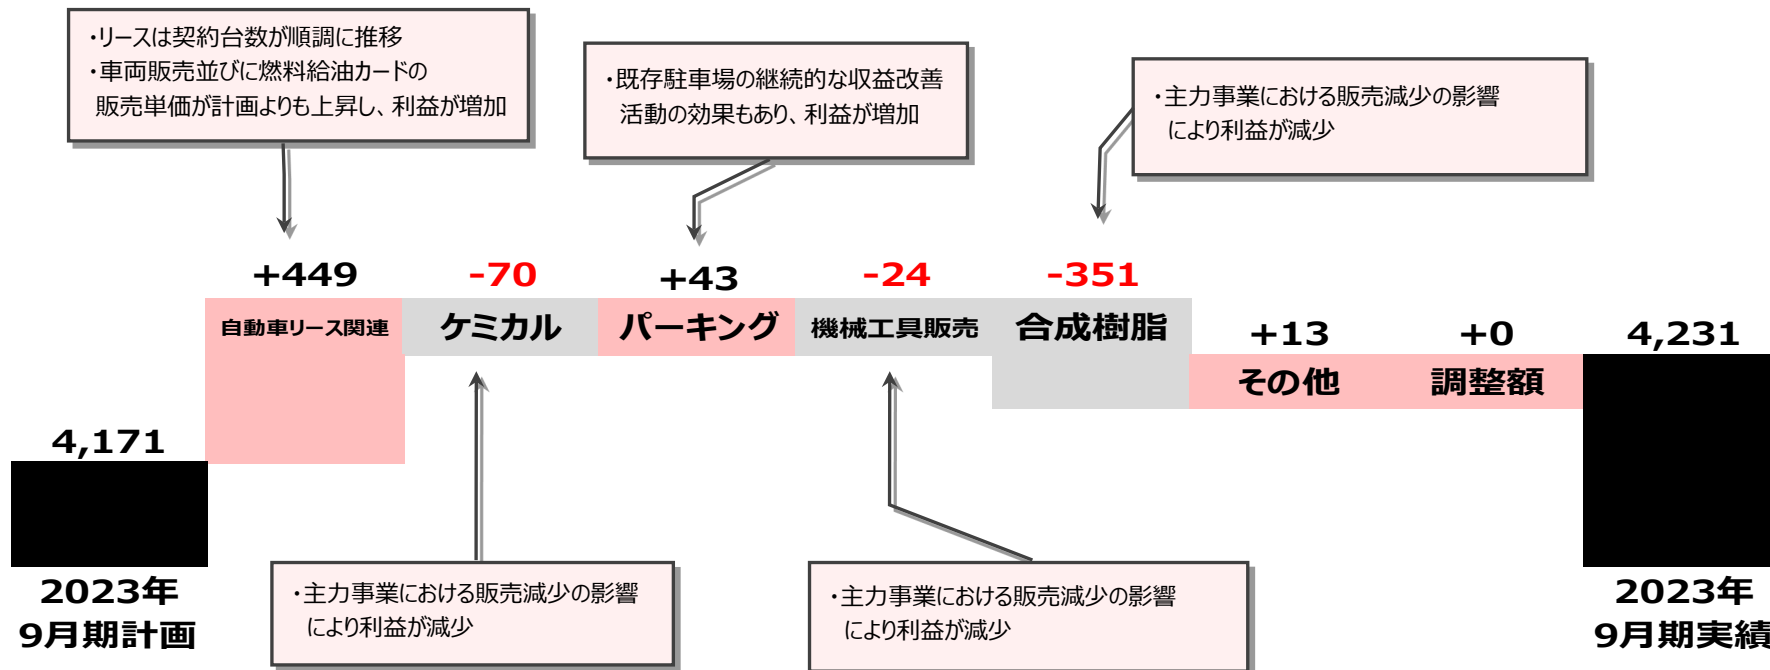 ・リースは契約台数が順調に推移
・車両販売並びに燃料給油カードの
販売単価が計画よりも上昇し、利益が増加
・既存駐車場の継続的な収益改善
活動の効果もあり、利益が増加
・主力事業における販売減少の影響
により利益が減少
+449
-70
+43
-24
-351
自動車リース関連
ケミカル
パーキング
機械工具販売
合成樹脂
+13
+0
4,231
その他
調整額
4,171
2023年
9月期計画
・主力事業における販売減少の影響
により利益が減少
・主力事業における販売減少の影響
により利益が減少
2023年
9月期実績